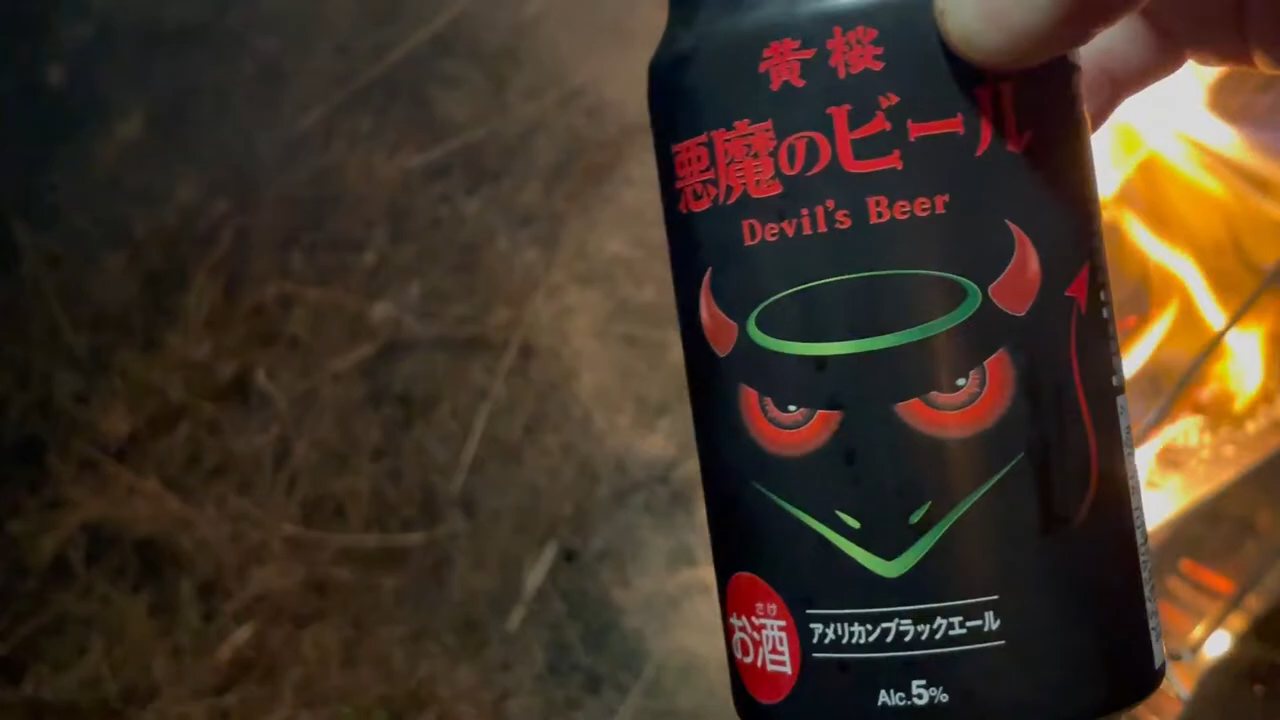 黄桜
悪魔のビール
Devil's Beer
さけ
お酒
アメリカンブラックエール
Alc.5%